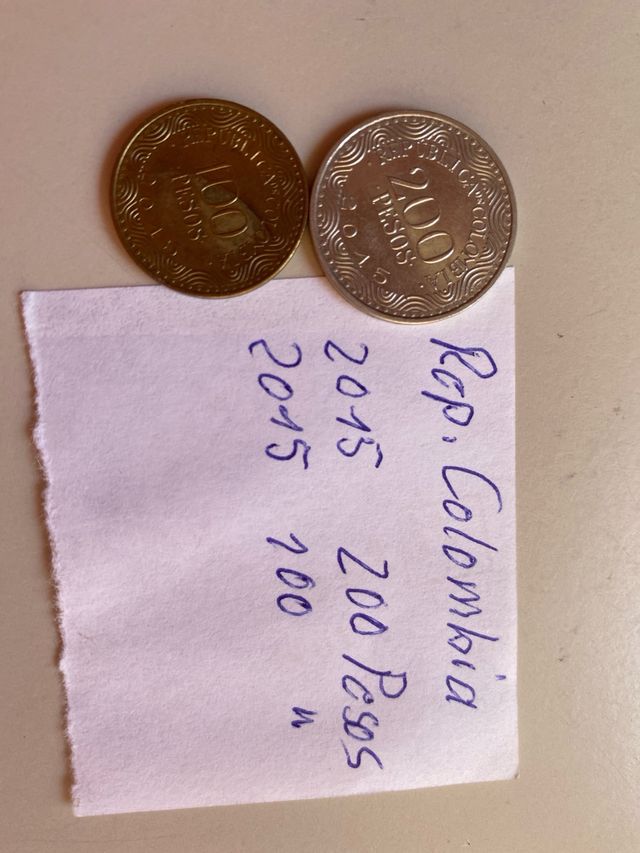 REPUBLICA DE COLOMBIA
100
PESOS
REPUBLICA DE COLOMBIA
200
PESOS
2015
Rep. Colombia
2015 200 Pesos
2015 100 "